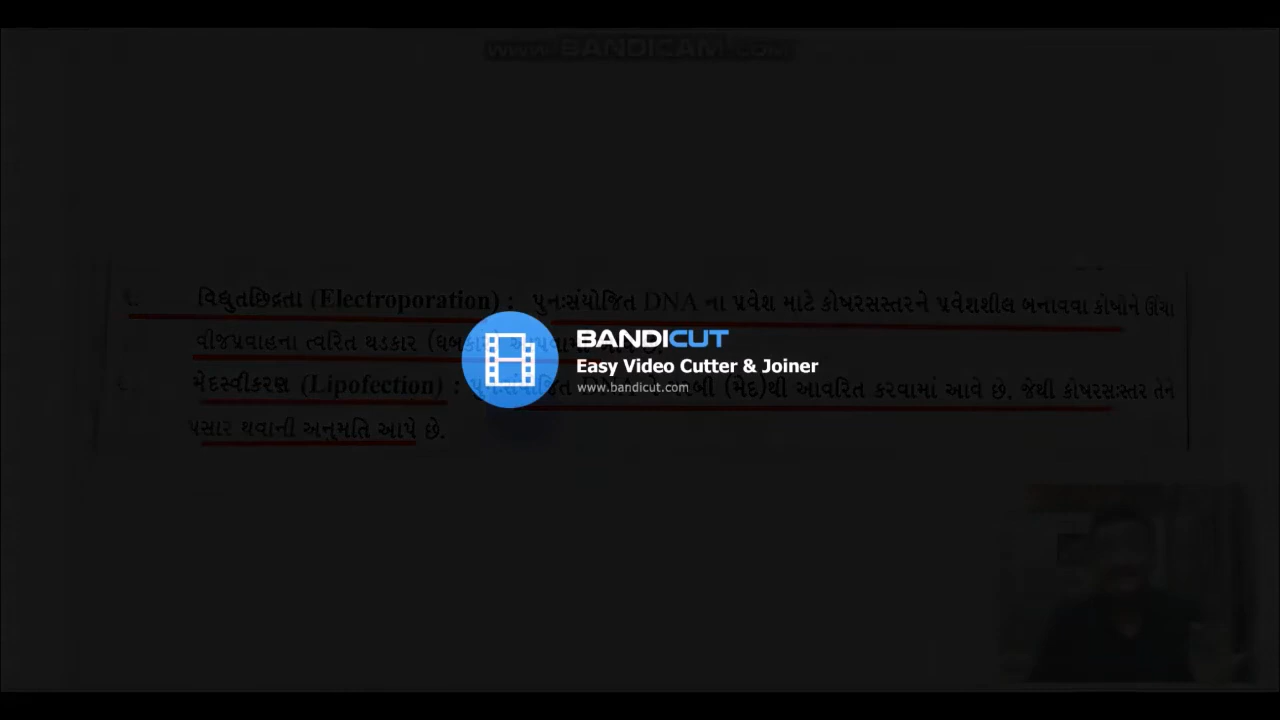 www.BANDICAM.com
વિદ્યુતછિદ્રતા (Electroporation) : પુનઃસંયોજિત DNA ના પ્રવેશ માટે કોષરસસ્તરને પ્રવેશશીલ બનાવવા કોષોને ઊંચા
વીજપ્રવાહના ત્વરિત થડકાર
BANDICUT
Easy Video Cutter & Joiner
મેદસ્વીકરણ (Lipofection) : DNA (મેદ)થી આવરિત કરવામાં આવે છે. જેથી કોષરસઃસ્તર તેને
www.bandicut.com
પસાર થવાની અનુમતિ આપે છે.